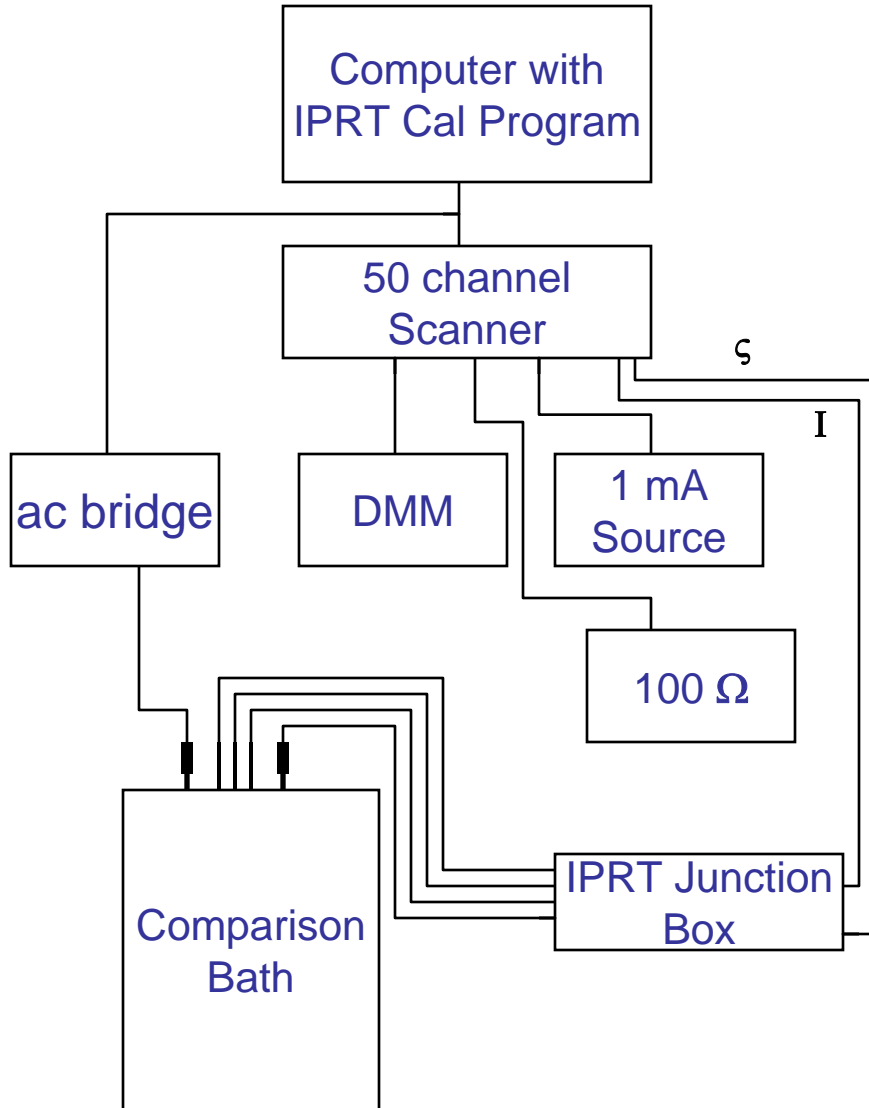 Computer with
IPRT Cal Program
50 channel
Scanner
ς
I
ac bridge
DMM
1 mA
Source
100 Ω
IPRT Junction
Box
Comparison
Bath